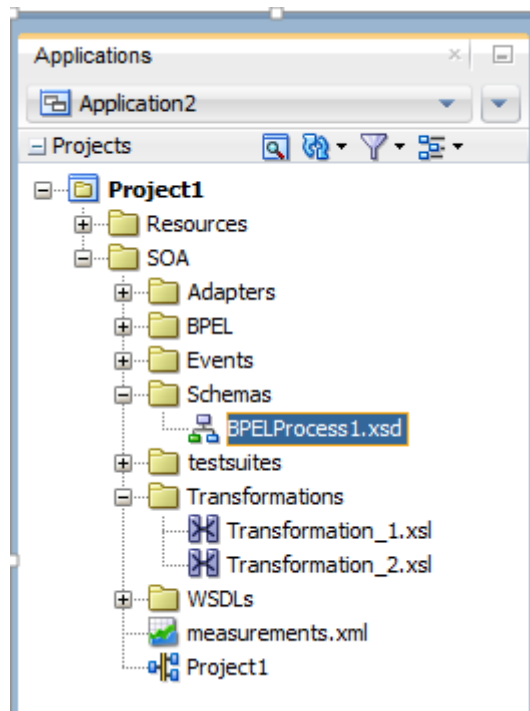 Applications
Application2
Projects
Project1
Resources
SOA
Adapters
BPEL
Events
Schemas
BPELProcess1.xsd
testsuites
Transformations
Transformation_1.xsl
Transformation_2.xsl
WSDLs
measurements.xml
Project1